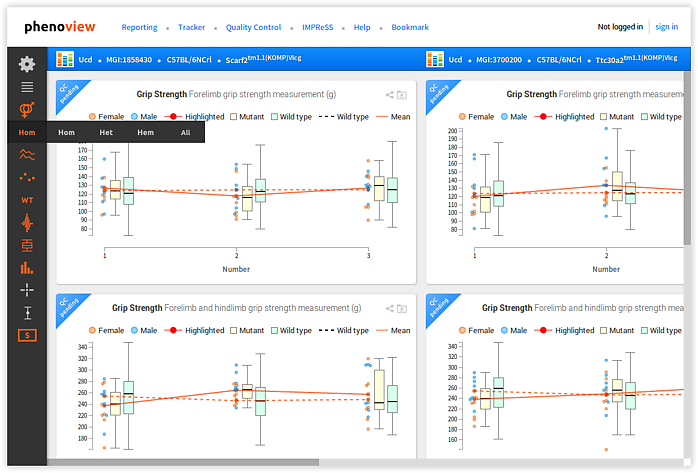 phenoview
Reporting • Tracker • Quality Control • IMPReSS • Help • Bookmark
Not logged in
sign in
Ucd • MGI:1858430 • C57BL/6NCrl • Scarf2tm1.1(KOMP)Vlcg
Ucd • MGI:3700200 • C57BL/6NCrl • Ttc30a2tm1.1(KOMP)Vlcg
QC pending
Grip Strength Forelimb grip strength measurement (g)
Female Male Highlighted Mutant Wild type Wild type Mean
180
170
160
150
140
130
120
110
100
90
80
1 2 3
Number
QC pending
Grip Strength Forelimb grip strength measurement
Female Male Highlighted Mutant Wild type
200
190
180
170
160
150
140
130
120
110
100
90
80
1 2
Number
Hom
Hom Het Hem All
WT
S
QC pending
Grip Strength Forelimb and hindlimb grip strength measurement (g)
Female Male Highlighted Mutant Wild type Wild type Mean
340
320
300
280
260
240
220
200
180
160
QC pending
Grip Strength Forelimb and hindlimb grip strength
Female Male Highlighted Mutant Wild type
340
320
300
280
260
240
220
200
180
160